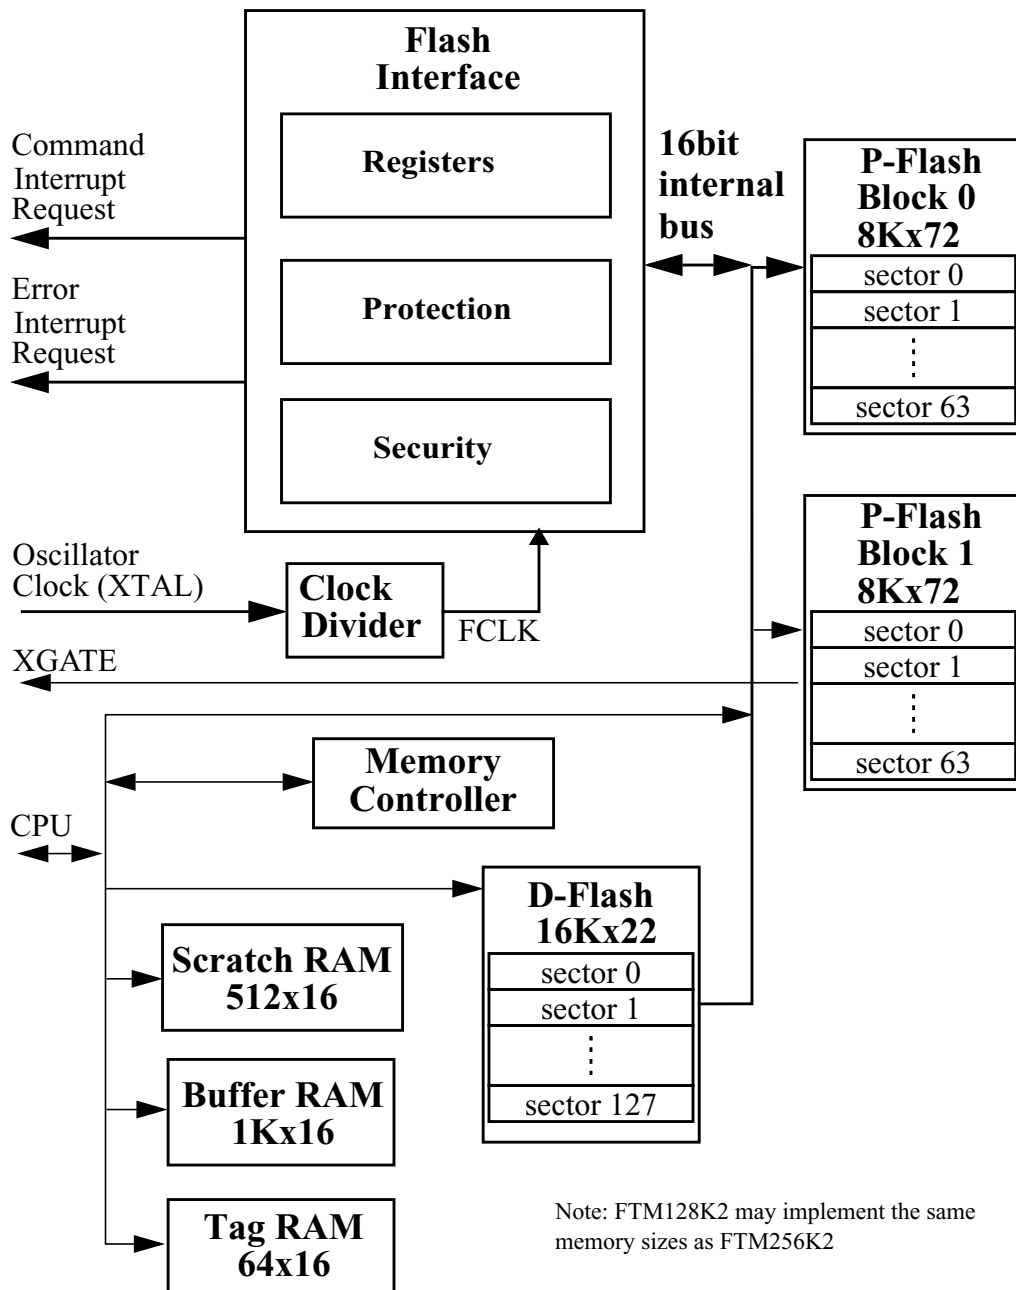 Flash
Interface
Registers
Protection
Security
Command
Interrupt
Request
Error
Interrupt
Request
16bit
internal
bus
P-Flash
Block 0
8Kx72
sector 0
sector 1
sector 63
P-Flash
Block 1
8Kx72
sector 0
sector 1
sector 63
Oscillator
Clock (XTAL)
Clock
Divider
FCLK
XGATE
Memory
Controller
CPU
D-Flash
16Kx22
sector 0
sector 1
sector 127
Scratch RAM
512x16
Buffer RAM
1Kx16
Tag RAM
64x16
Note: FTM128K2 may implement the same
memory sizes as FTM256K2